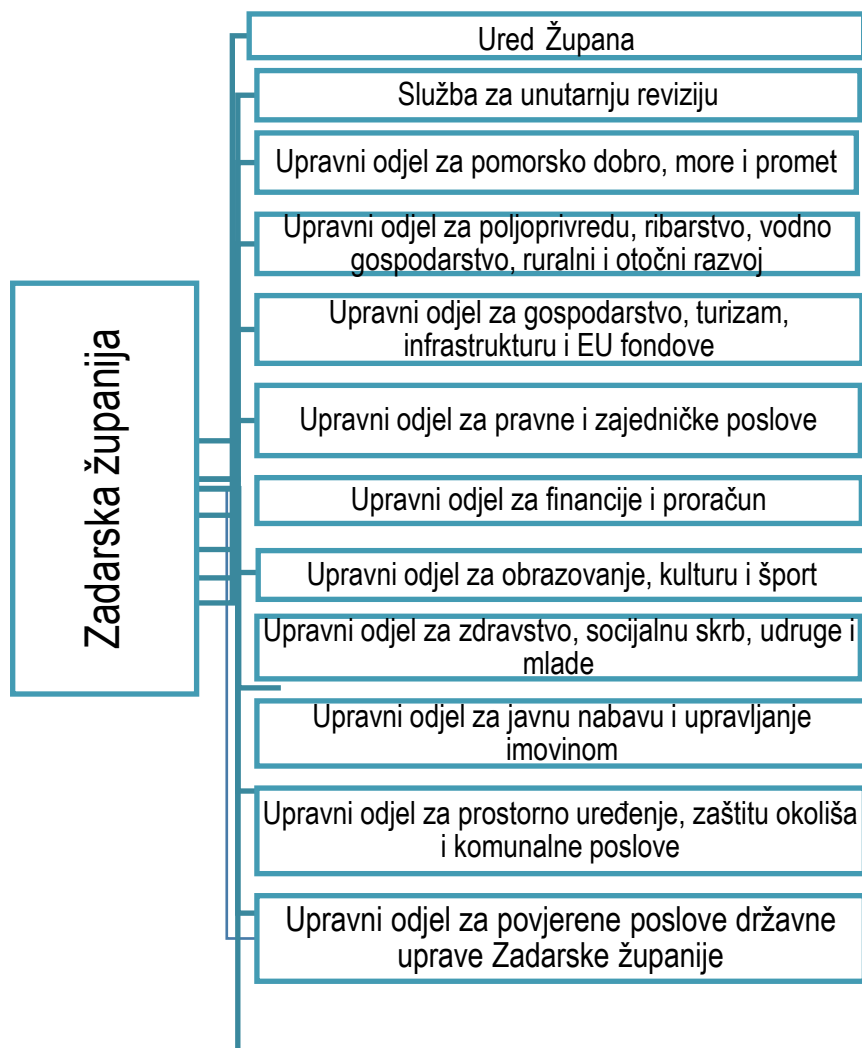 Ured Župana
Služba za unutarnju reviziju
Upravni odjel za pomorsko dobro, more i promet
Upravni odjel za poljoprivredu, ribarstvo, vodno
gospodarstvo, ruralni i otočni razvoj
Zadarska županija
Upravni odjel za gospodarstvo, turizam,
infrastrukturu i EU fondove
Upravni odjel za pravne i zajedničke poslove
Upravni odjel za financije i proračun
Upravni odjel za obrazovanje, kulturu i šport
Upravni odjel za zdravstvo, socijalnu skrb, udruge i
mlade
Upravni odjel za javnu nabavu i upravljanje
imovinom
Upravni odjel za prostorno uređenje, zaštitu okoliša
i komunalne poslove
Upravni odjel za povjerene poslove državne
uprave Zadarske županije